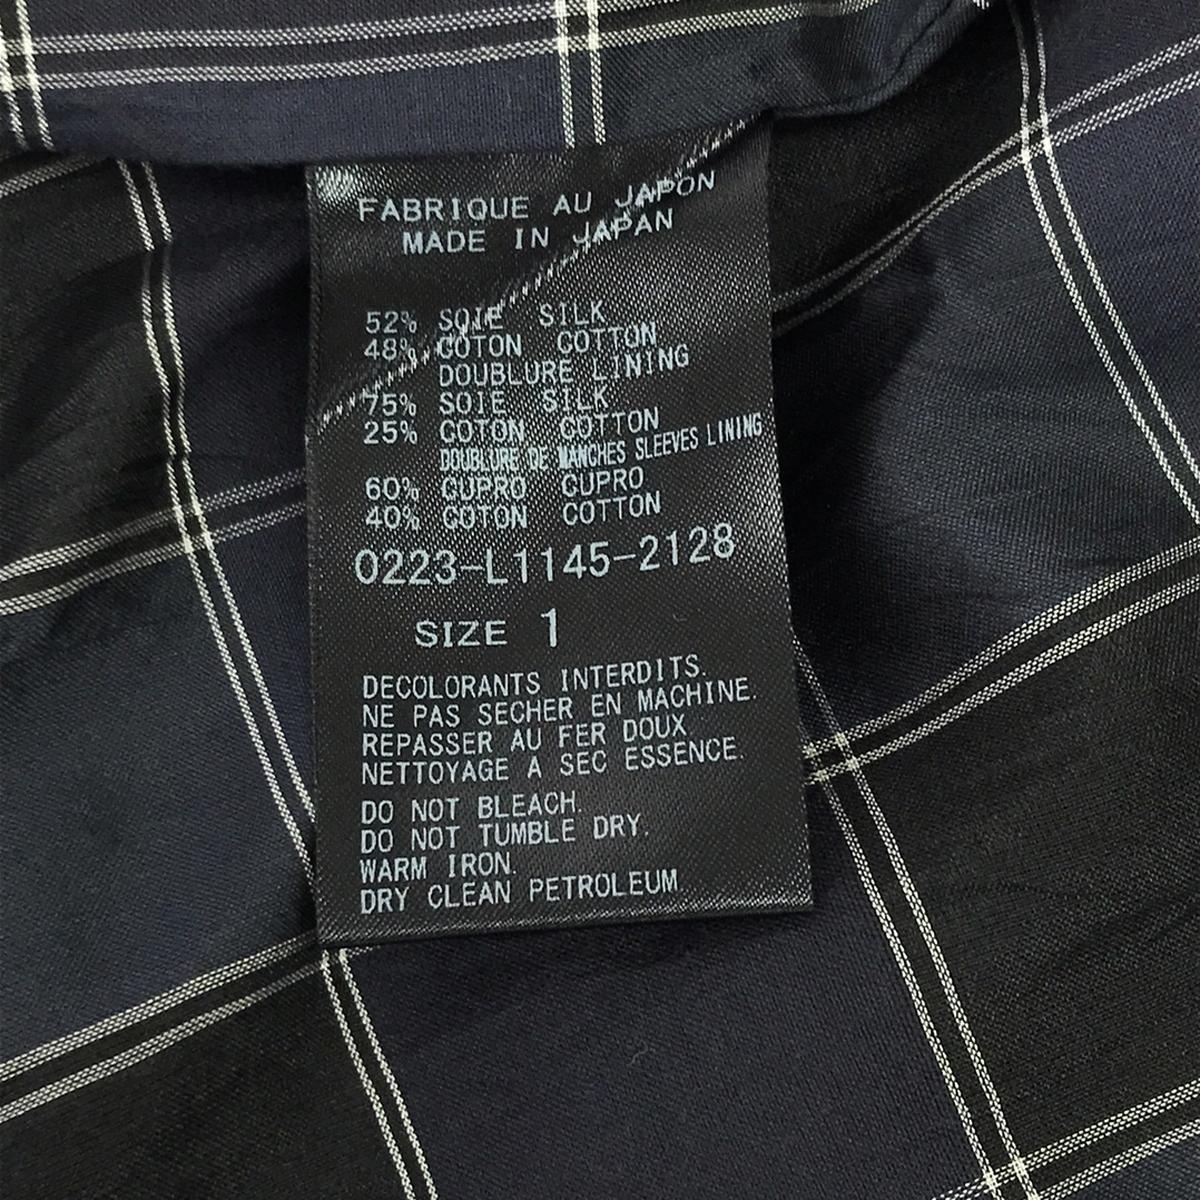 FABRIQUE AU JAPON
MADE IN JAPAN
52% SOIE SILK
48% COTON COTTON
DOUBLURE LINING
75% SOIE SILK
25% COTON COTTON
DOUBLURE DE MANCHES SLEEVES LINING
60% CUPRO CUPRO
40% COTON COTTON
0223-L1145-2128
SIZE 1
DECOLORANTS INTERDITS.
NE PAS SECHER EN MACHINE.
REPASSER AU FER DOUX
NETTOYAGE A SEC ESSENCE.
DO NOT BLEACH.
DO NOT TUMBLE DRY.
WARM IRON.
DRY CLEAN PETROLEUM